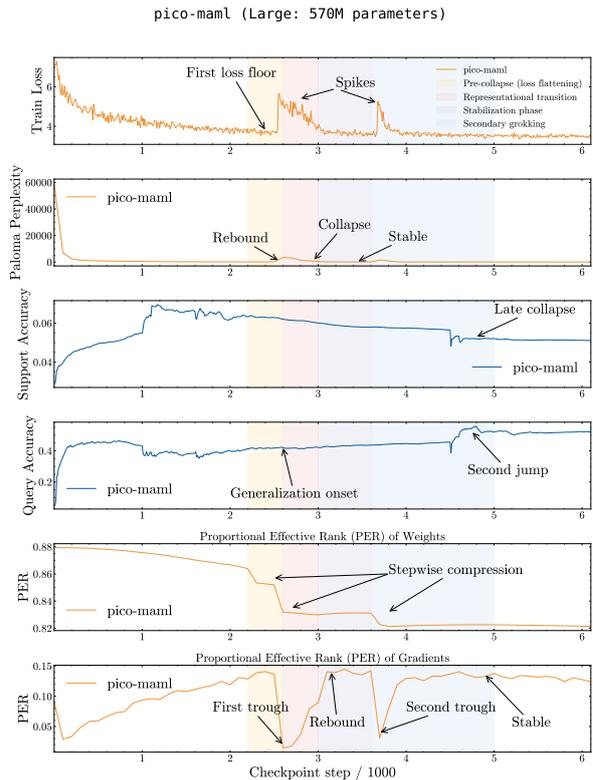 pico-maml (Large: 570M parameters)
Train Loss
6
4
First loss floor
Spikes
pico-maml
Pre-collapse (loss flattening)
Representational transition
Stabilization phase
Secondary grokking
1 2 3 4 5 6
Paloma Perplexity
60000
40000
20000
0
pico-maml
Rebound
Collapse
Stable
1 2 3 4 5 6
Support Accuracy
0.06
0.04
Late collapse
pico-maml
1 2 3 4 5 6
Query Accuracy
0.4
0.2
pico-maml
Generalization onset
Second jump
1 2 3 4 5 6
Proportional Effective Rank (PER) of Weights
PER
0.88
0.86
0.84
0.82
Stepwise compression
pico-maml
1 2 3 4 5 6
Proportional Effective Rank (PER) of Gradients
PER
0.15
0.10
0.05
pico-maml
First trough
Rebound
Second trough
Stable
1 2 3 4 5 6
Checkpoint step / 1000